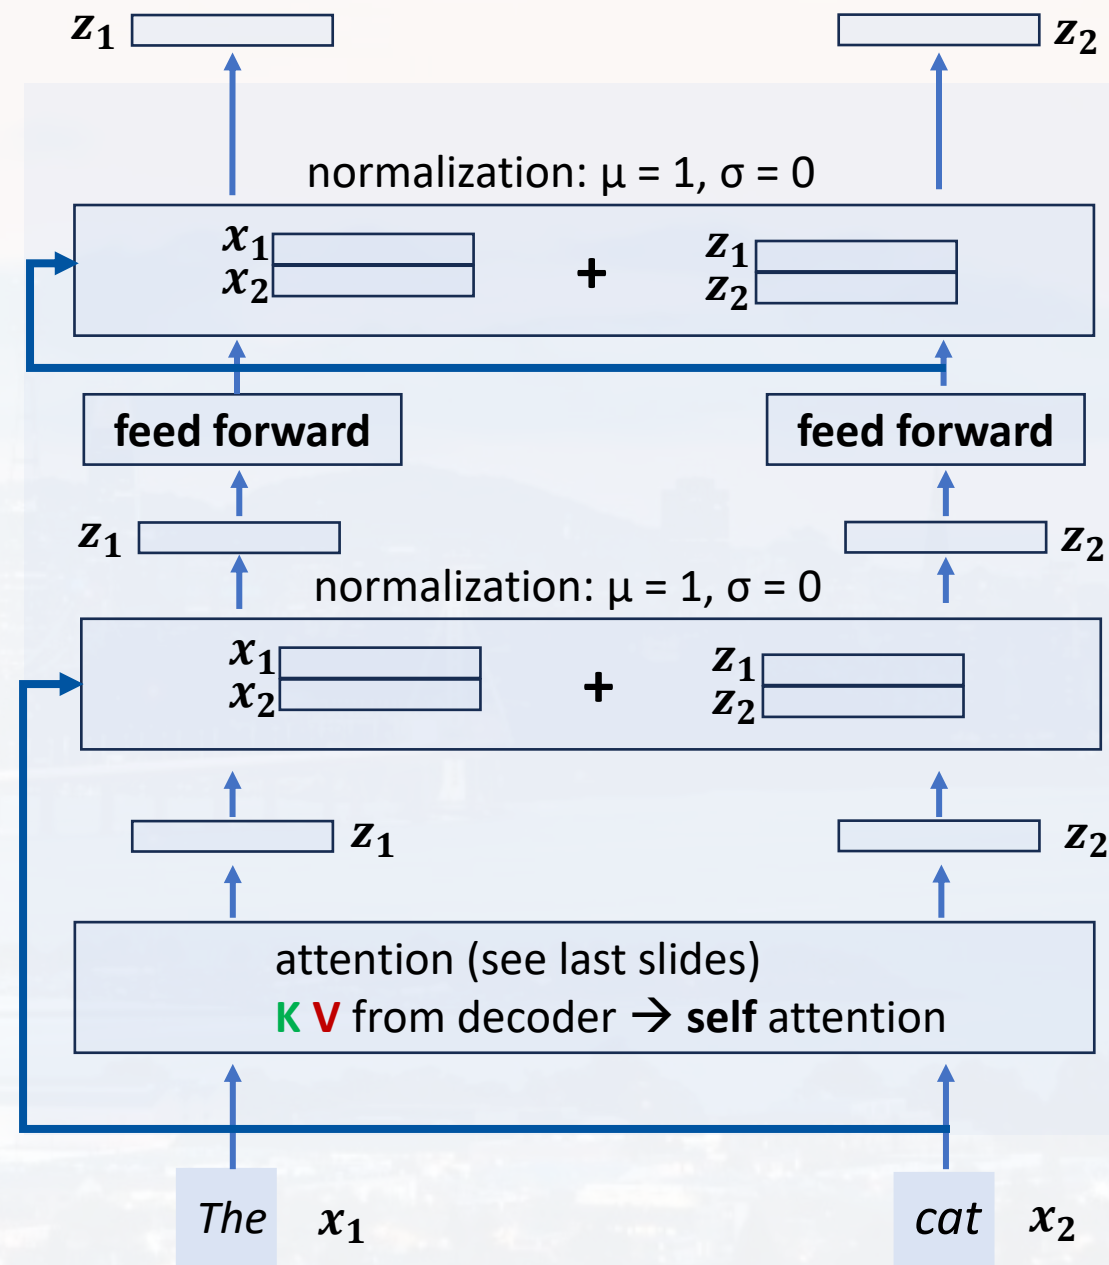 z₁ z₂
normalization: μ = 1, σ = 0
x₁ z₁
x₂ + z₂
feed forward feed forward
z₁ z₂
normalization: μ = 1, σ = 0
x₁ z₁
x₂ + z₂
z₁ z₂
attention (see last slides)
K V from decoder → self attention
The x₁ cat x₂